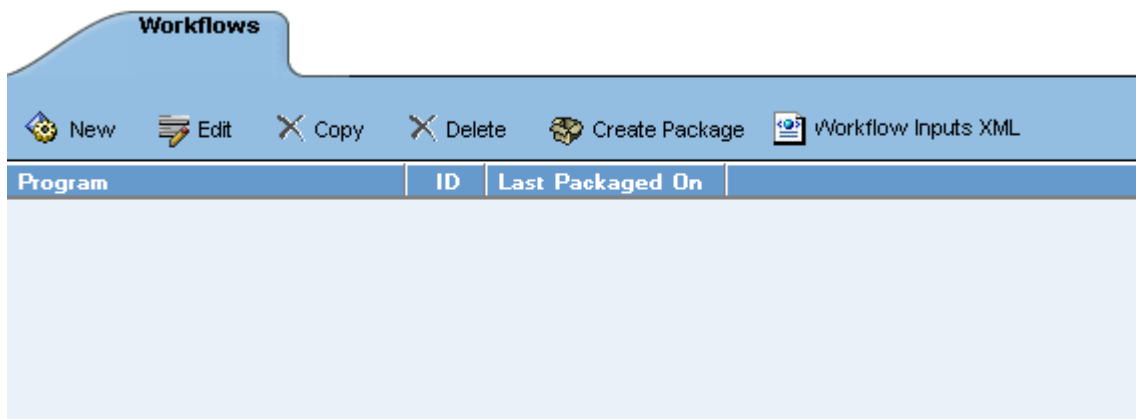 Workflows
New Edit Copy Delete Create Package Workflow Inputs XML
Program ID Last Packaged On